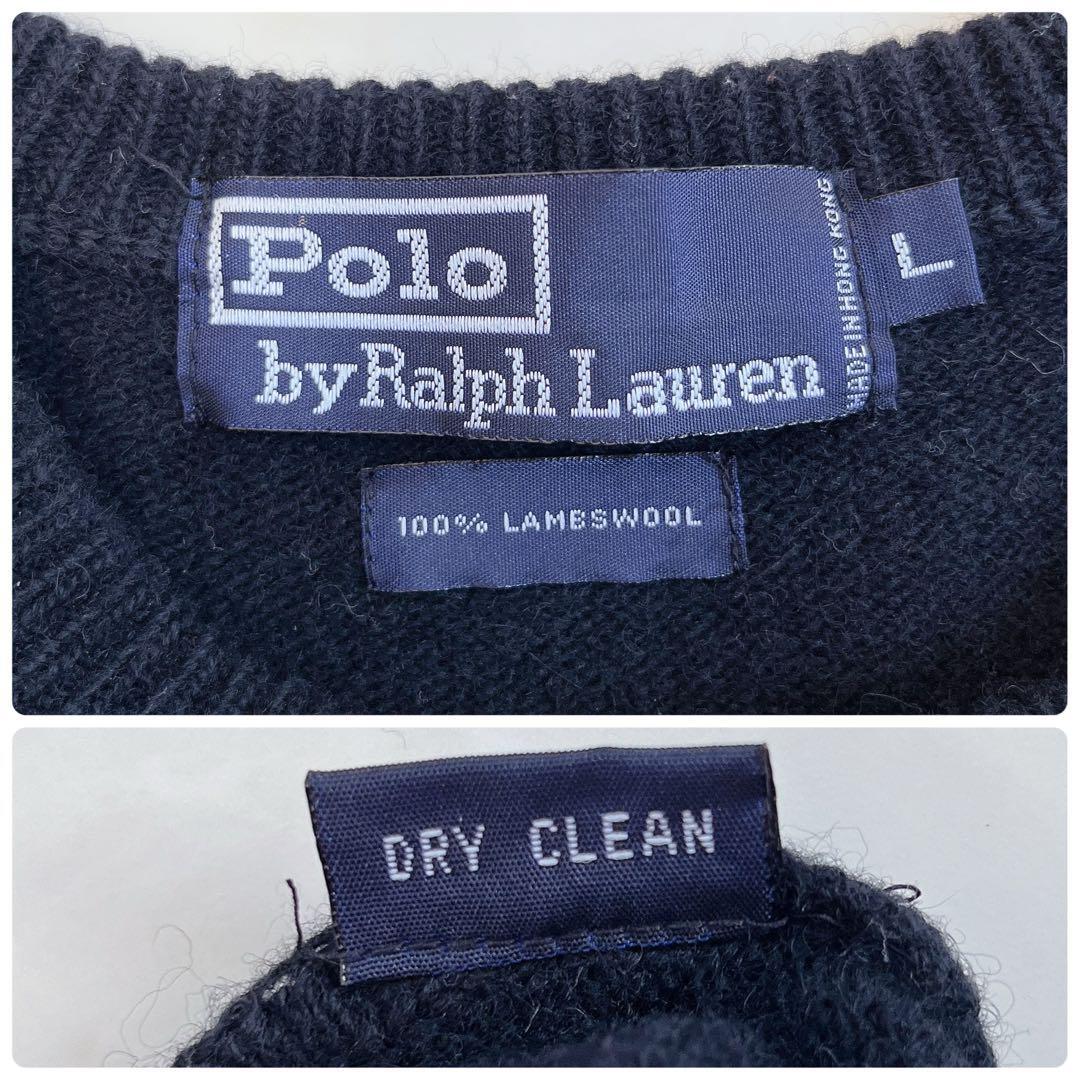 Polo
by Ralph Lauren
MADE IN HONG KONG
L
100% LAMBSWOOL
DRY CLEAN